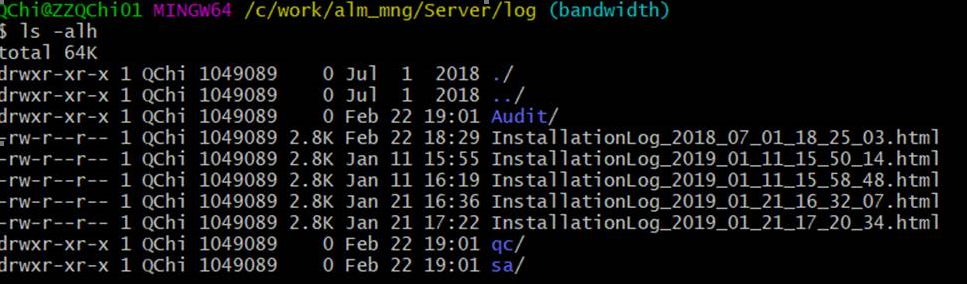 QChi@ZZQChi01 MINGW64 /c/work/alm_mng/Server/log (bandwidth)
$ ls -alh
total 64K
drwxr-xr-x 1 QChi 1049089    0 Jul  1  2018 ./
drwxr-xr-x 1 QChi 1049089    0 Jul  1  2018 ../
drwxr-xr-x 1 QChi 1049089    0 Feb 22 19:01 Audit/
-rw-r--r-- 1 QChi 1049089 2.8K Feb 22 18:29 InstallationLog_2018_07_01_18_25_03.html
-rw-r--r-- 1 QChi 1049089 2.8K Jan 11 15:55 InstallationLog_2019_01_11_15_50_14.html
-rw-r--r-- 1 QChi 1049089 2.8K Jan 11 16:19 InstallationLog_2019_01_11_15_58_48.html
-rw-r--r-- 1 QChi 1049089 2.8K Jan 21 16:36 InstallationLog_2019_01_21_16_32_07.html
-rw-r--r-- 1 QChi 1049089 2.8K Jan 21 17:22 InstallationLog_2019_01_21_17_20_34.html
drwxr-xr-x 1 QChi 1049089    0 Feb 22 19:01 qc/
drwxr-xr-x 1 QChi 1049089    0 Feb 22 19:01 sa/